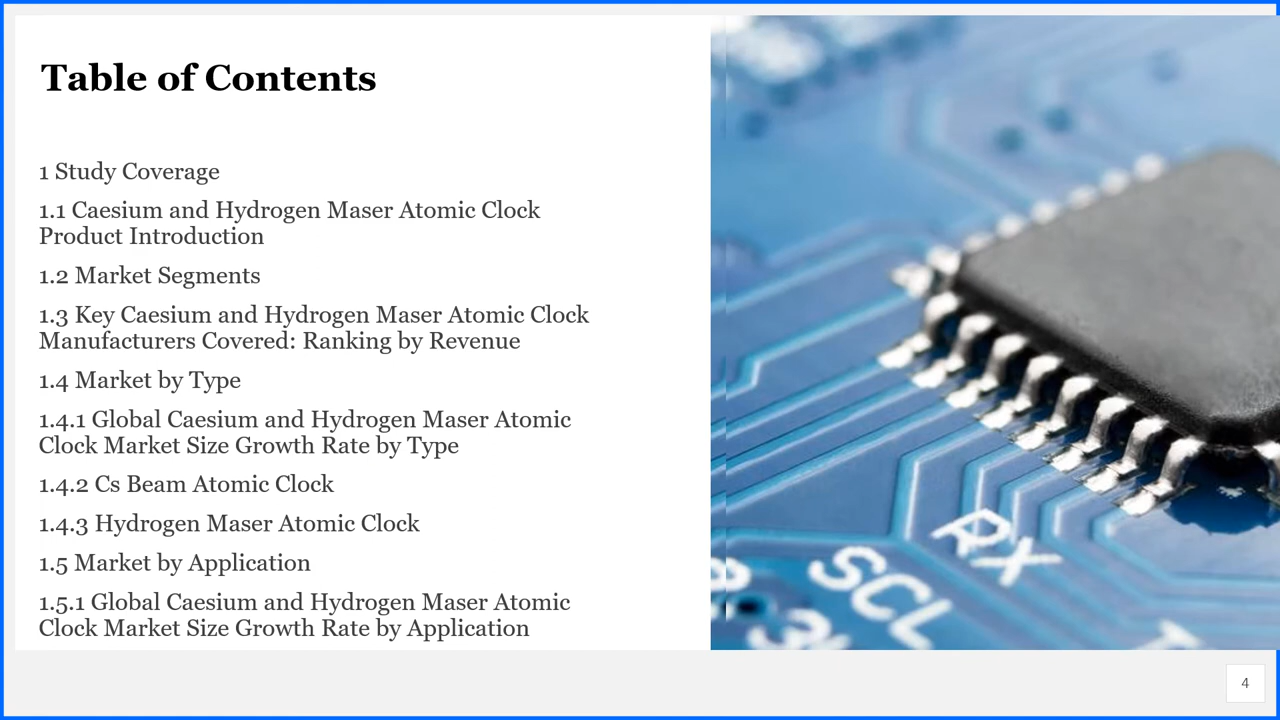 Table of Contents
1 Study Coverage
1.1 Caesium and Hydrogen Maser Atomic Clock
Product Introduction
1.2 Market Segments
1.3 Key Caesium and Hydrogen Maser Atomic Clock
Manufacturers Covered: Ranking by Revenue
1.4 Market by Type
1.4.1 Global Caesium and Hydrogen Maser Atomic
Clock Market Size Growth Rate by Type
1.4.2 Cs Beam Atomic Clock
1.4.3 Hydrogen Maser Atomic Clock
1.5 Market by Application
1.5.1 Global Caesium and Hydrogen Maser Atomic
Clock Market Size Growth Rate by Application
RX
SCL
4